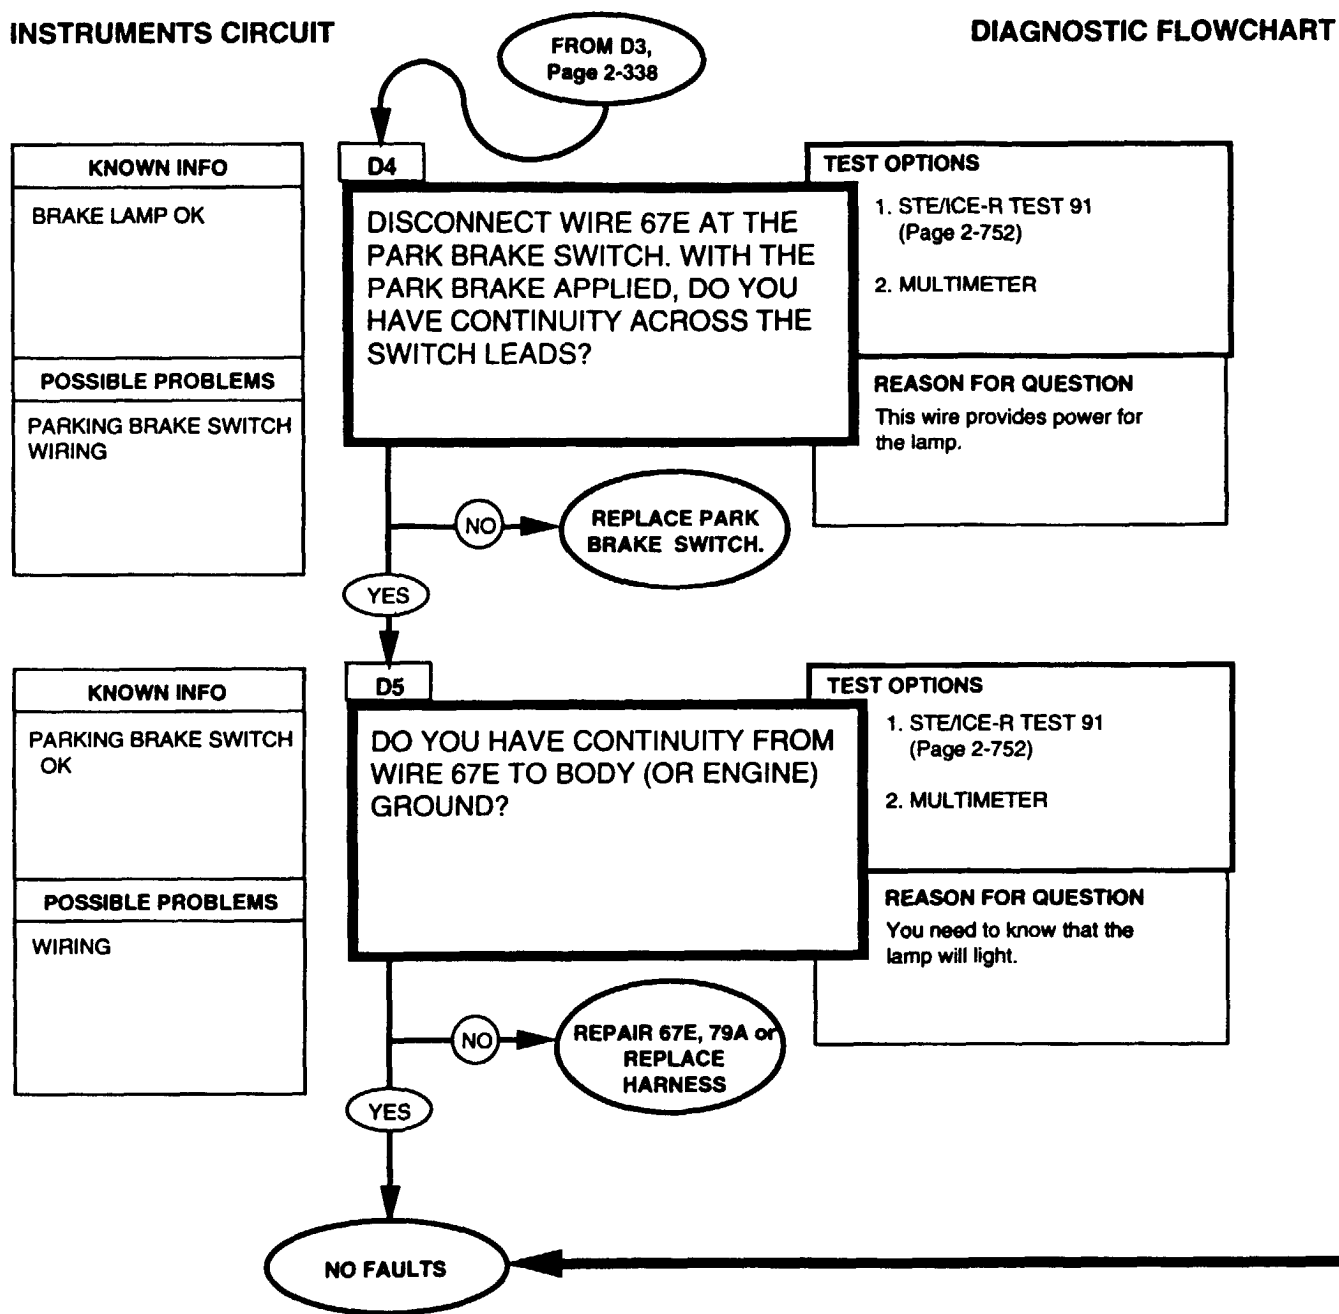 INSTRUMENTS CIRCUIT
DIAGNOSTIC FLOWCHART
FROM D3,
Page 2-338
KNOWN INFO
BRAKE LAMP OK
POSSIBLE PROBLEMS
PARKING BRAKE SWITCH
WIRING
D4
DISCONNECT WIRE 67E AT THE
PARK BRAKE SWITCH. WITH THE
PARK BRAKE APPLIED, DO YOU
HAVE CONTINUITY ACROSS THE
SWITCH LEADS?
TEST OPTIONS
1. STE/ICE-R TEST 91
(Page 2-752)
2. MULTIMETER
REASON FOR QUESTION
This wire provides power for
the lamp.
NO
REPLACE PARK
BRAKE SWITCH.
YES
KNOWN INFO
PARKING BRAKE SWITCH
OK
POSSIBLE PROBLEMS
WIRING
D5
DO YOU HAVE CONTINUITY FROM
WIRE 67E TO BODY (OR ENGINE)
GROUND?
TEST OPTIONS
1. STE/ICE-R TEST 91
(Page 2-752)
2. MULTIMETER
REASON FOR QUESTION
You need to know that the
lamp will light.
NO
REPAIR 67E, 79A or
REPLACE
HARNESS
YES
NO FAULTS